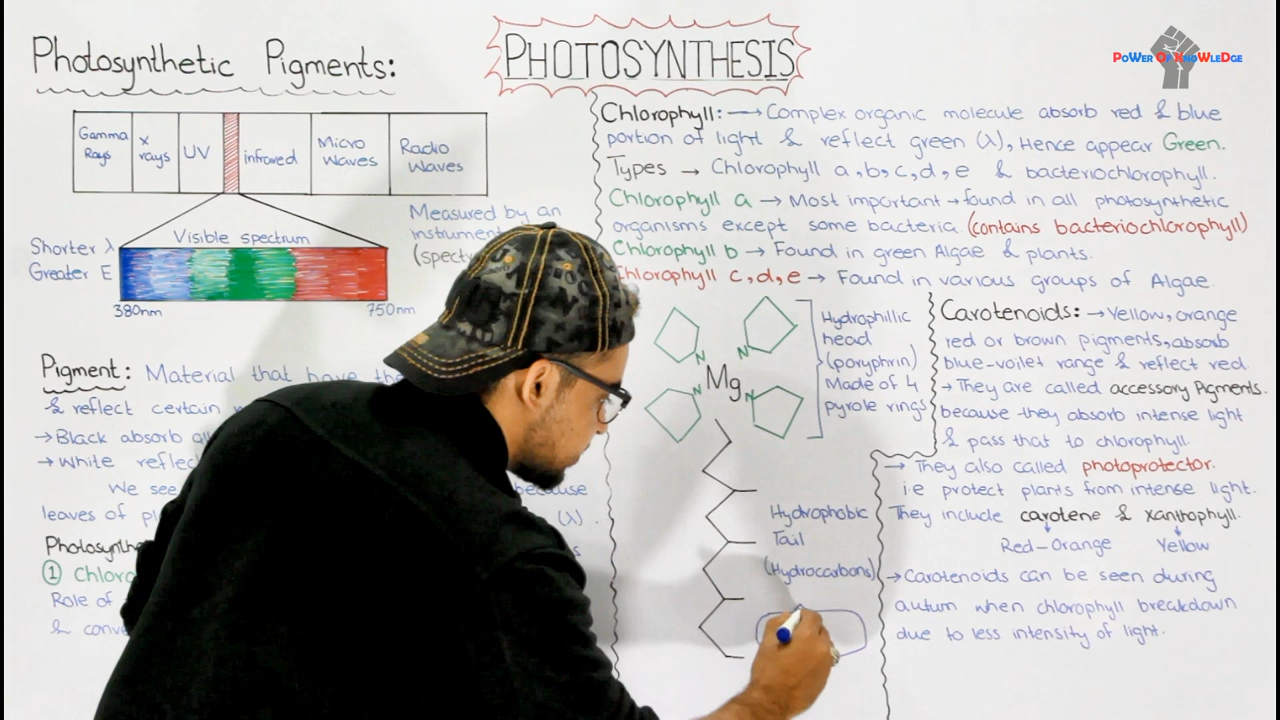 PHOTOSYNTHESIS
PoWeR Of KnoWLeDge
Photosynthetic Pigments:
Gamma Rays
X rays
UV
infrared
Micro Waves
Radio Waves
Measured by an
instrument
Visible spectrum
Shorter λ
Greater E
380nm
750nm
Pigment: Material that have
& reflect certain
→ Black absorb
→ White reflec
We see because
leaves of (λ).
①
Role of
&
Chlorophyll: → Complex organic molecule absorb red & blue
portion of light & reflect green (λ), Hence appear Green.
Types → Chlorophyll a, b, c, d, e & bacteriochlorophyll.
Chlorophyll a → Most important → found in all photosynthetic
organisms except some bacteria. (contains bacteriochlorophyll)
Chlorophyll b → Found in green Algae & plants.
Chlorophyll c, d, e → Found in various groups of Algae.
N
N
Mg
N
N
Hydrophillic
head
(poryphrin)
Made of 4
pyrole rings
Hydrophobic
Tail
(Hydrocarbons)
Carotenoids: → Yellow, orange
red or brown pigments, absorb
blue-voilet range & reflect red.
→ They are called accessory Pigments.
because they absorb intense light
& pass that to chlorophyll.
→ They also called photoprotector.
i.e protect plants from intense light.
They include carotene & xanthophyll.
Red-Orange Yellow
→ Carotenoids can be seen during
autum when chlorophyll breakdown
due to less intensity of light.